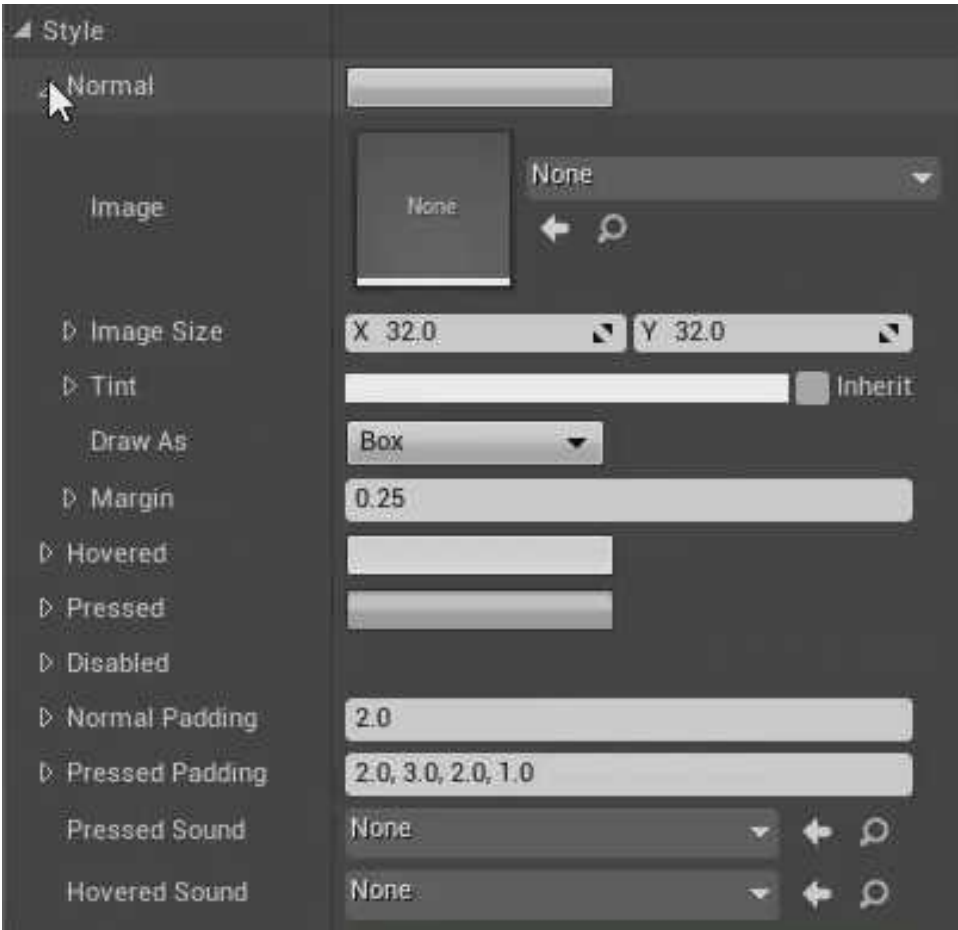 Style
Normal
Image
None
None
Image Size X 32.0 Y 32.0
Tint Inherit
Draw As Box
Margin 0.25
Hovered
Pressed
Disabled
Normal Padding 2.0
Pressed Padding 2.0, 3.0, 2.0, 1.0
Pressed Sound None
Hovered Sound None